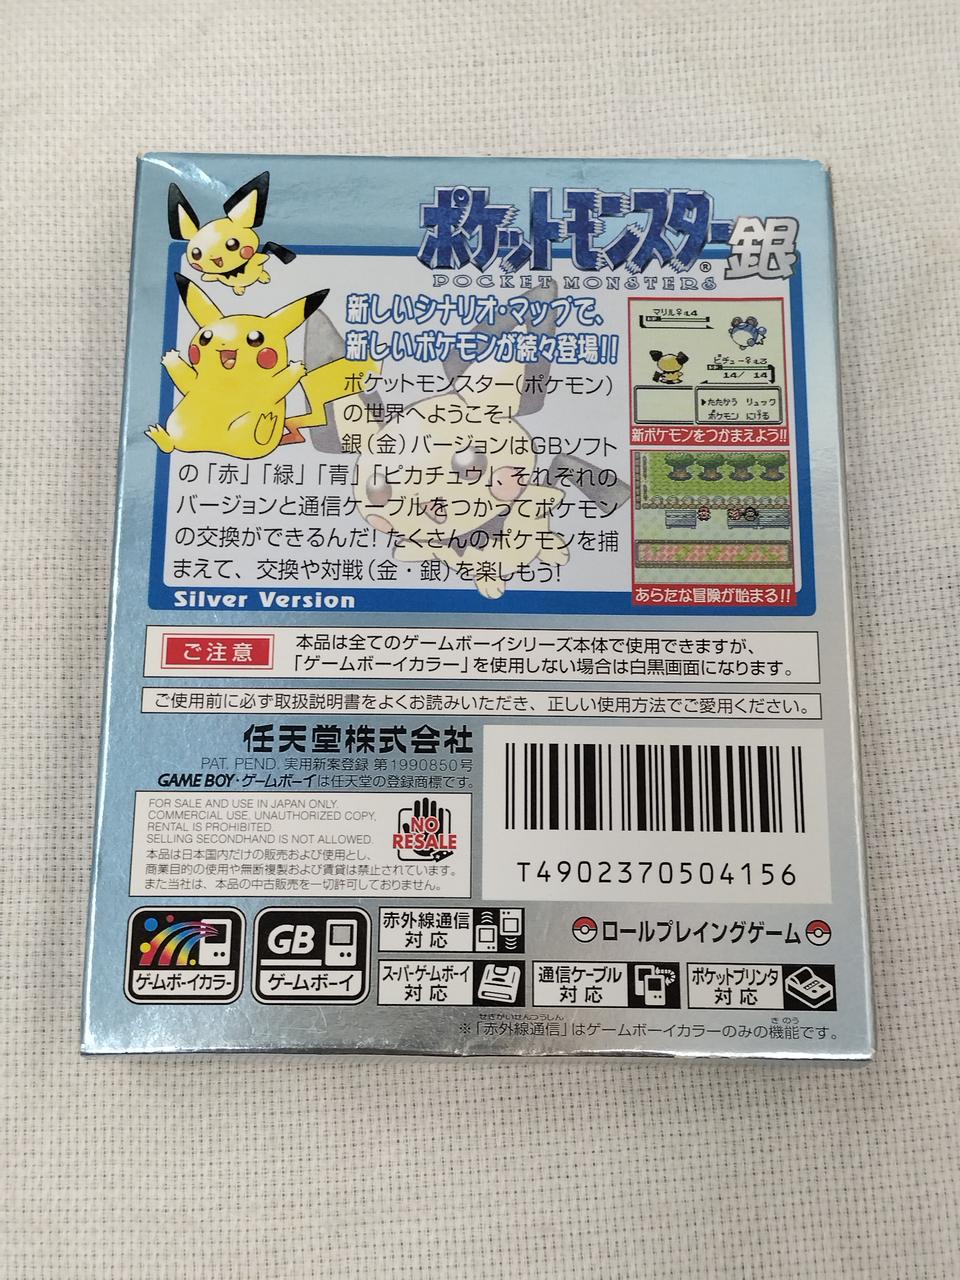 ポケットモンスター銀
POCKET MONSTERS®
新しいシナリオ・マップで、
新しいポケモンが続々登場!!
ポケットモンスター(ポケモン)
の世界へようこそ!
銀(金)バージョンはGBソフト
の「赤」「緑」「青」「ピカチュウ」、それぞれの
バージョンと通信ケーブルをつかってポケモン
の交換ができるんだ! たくさんのポケモンを捕
まえて、交換や対戦(金・銀)を楽しもう!
Silver Version
マリル♀:L4
ピチュー♀:L3
14/ 14
▶たたかう リュック
ポケモン にげる
新ポケモンをつかまえよう!!
あらたな冒険が始まる!!
ご注意
本品は全てのゲームボーイシリーズ本体で使用できますが、
「ゲームボーイカラー」を使用しない場合は白黒画面になります。
ご使用前に必ず取扱説明書をよくお読みいただき、正しい使用方法でご愛用ください。
任天堂株式会社
PAT. PEND. 実用新案登録 第1990850号
GAME BOY・ゲームボーイは任天堂の登録商標です。
FOR SALE AND USE IN JAPAN ONLY.
COMMERCIAL USE, UNAUTHORIZED COPY,
RENTAL IS PROHIBITED.
SELLING SECONDHAND IS NOT ALLOWED.
本品は日本国内だけの販売および使用とし、
商業目的の使用や無断複製および賃貸は禁止されています。
また当社は、本品の中古販売を一切許可しておりません。
NO
RESALE
T4902370504156
ゲームボーイカラー
GB
ゲームボーイ
赤外線通信
対応
スーパーゲームボーイ
対応
通信ケーブル
対応
ポケットプリンタ
対応
ロールプレイングゲーム
せきがいせんつうしん
きのう
※「赤外線通信」はゲームボーイカラーのみの機能です。